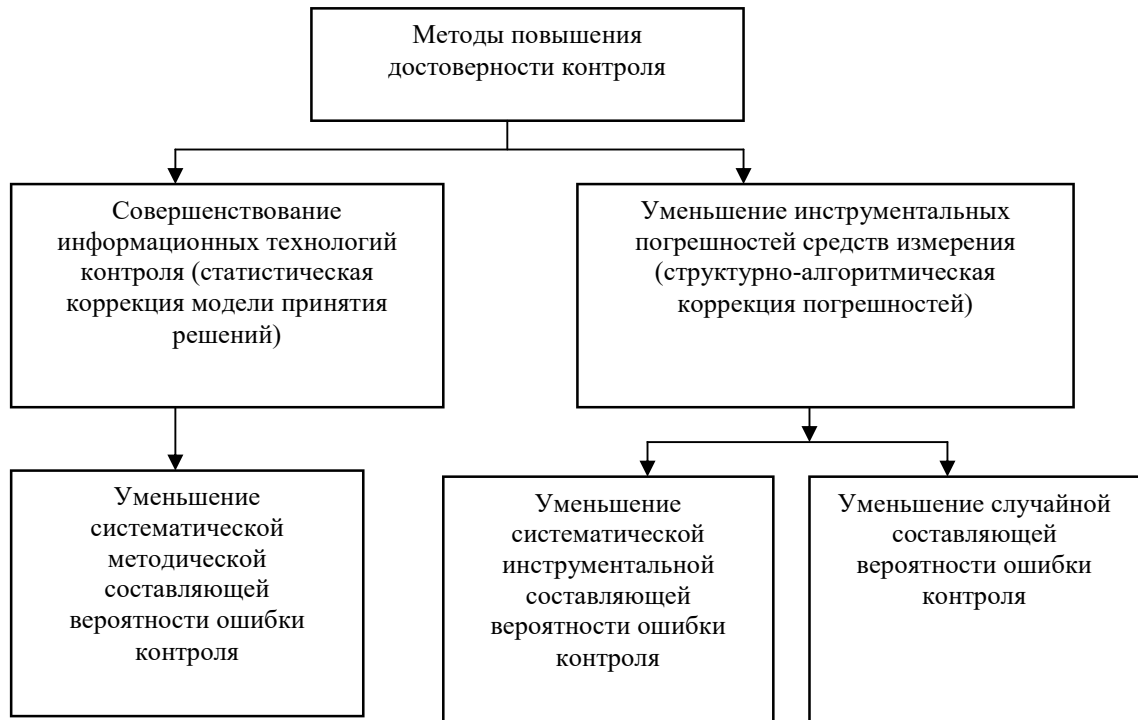 Методы повышения
достоверности контроля
Совершенствование
информационных технологий
контроля (статистическая
коррекция модели принятия
решений)
Уменьшение инструментальных
погрешностей средств измерения
(структурно-алгоритмическая
коррекция погрешностей)
Уменьшение
систематической
методической
составляющей
вероятности ошибки
контроля
Уменьшение
систематической
инструментальной
составляющей
вероятности ошибки
контроля
Уменьшение случайной
составляющей
вероятности ошибки
контроля